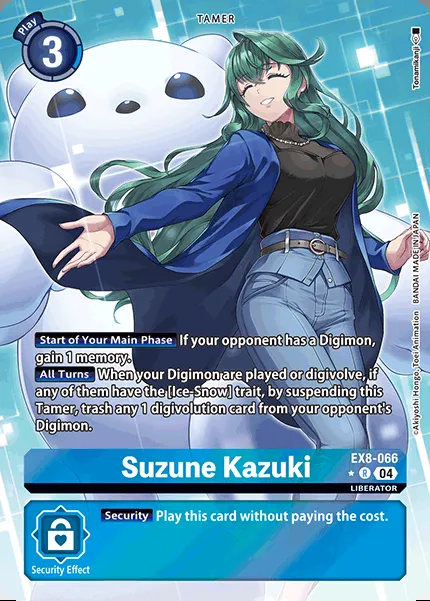 TAMER
Play
3
Tonamikanji
Start of Your Main Phase If your opponent has a Digimon,
gain 1 memory.
All Turns When your Digimon are played or digivolve, if
any of them have the [Ice-Snow] trait, by suspending this
Tamer, trash any 1 digivolution card from your opponent's
Digimon.
©Akiyoshi Hongo, Toei Animation BANDAI MADE IN JAPAN
Suzune Kazuki
EX8-066
R 04
LIBERATOR
Security Play this card without paying the cost.
Security Effect